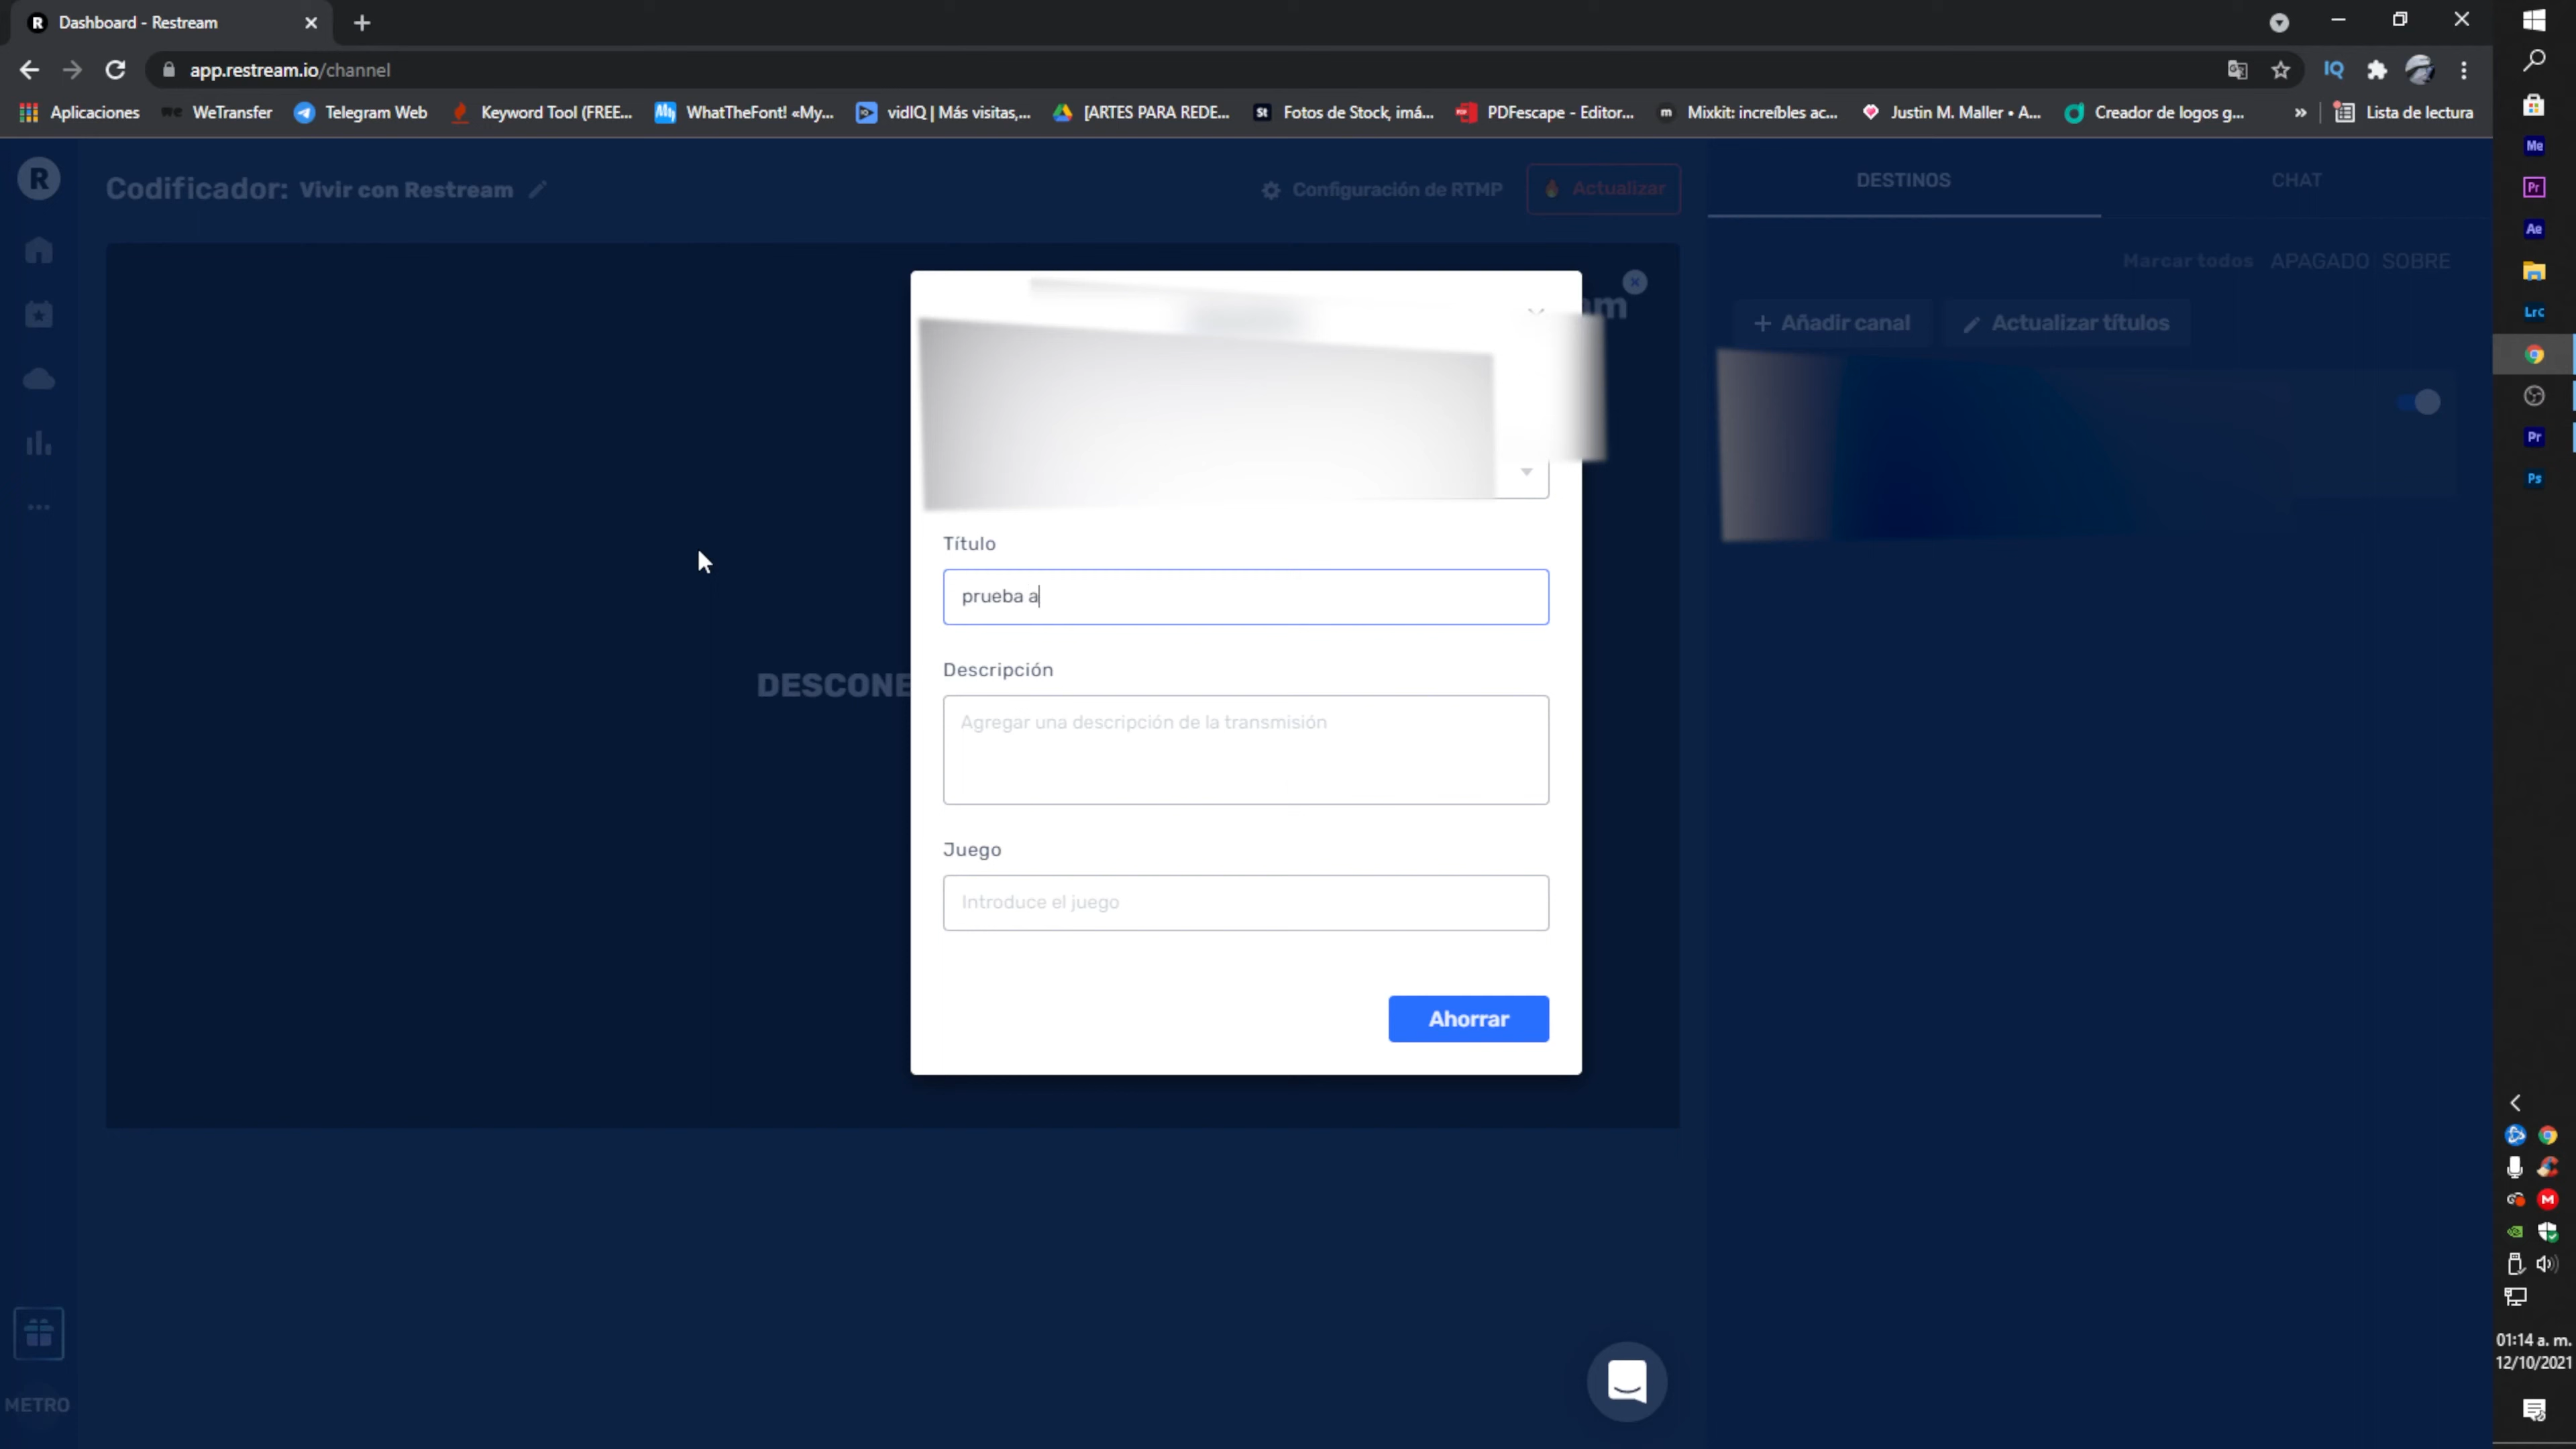 Dashboard - Restream
app.restream.io/channel
Aplicaciones
WeTransfer
Telegram Web
Keyword Tool (FREE...
WhatTheFont! «My...
vidIQ | Más visitas,...
[ARTES PARA REDE...
Fotos de Stock, imá...
PDFescape - Editor...
Mixkit: increíbles ac...
Justin M. Maller • A...
Creador de logos g...
Lista de lectura
Codificador: Vivir con Restream
Configuración de RTMP
Actualizar
DESTINOS
CHAT
Marcar todos APAGADO SOBRE
Añadir canal
Actualizar títulos
Título
prueba a
Descripción
DESCONE
Agregar una descripción de la transmisión
Juego
Introduce el juego
Ahorrar
METRO
01:14 a. m.
12/10/2021